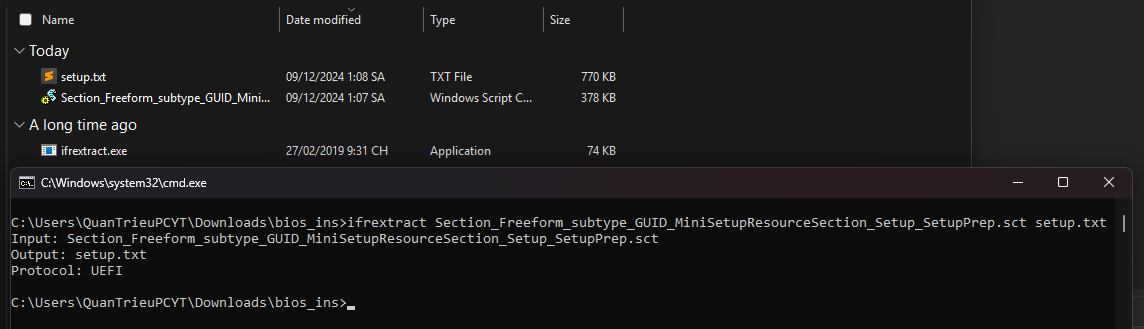 Name Date modified Type Size
Today
setup.txt 09/12/2024 1:08 SA TXT File 770 KB
Section_Freeform_subtype_GUID_Mini... 09/12/2024 1:07 SA Windows Script C... 378 KB
A long time ago
ifrextract.exe 27/02/2019 9:31 CH Application 74 KB
C:\Windows\system32\cmd.exe
C:\Users\QuanTrieuPCYT\Downloads\bios_ins>ifrextract Section_Freeform_subtype_GUID_MiniSetupResourceSection_Setup_SetupPrep.sct setup.txt
Input: Section_Freeform_subtype_GUID_MiniSetupResourceSection_Setup_SetupPrep.sct
Output: setup.txt
Protocol: UEFI
C:\Users\QuanTrieuPCYT\Downloads\bios_ins>